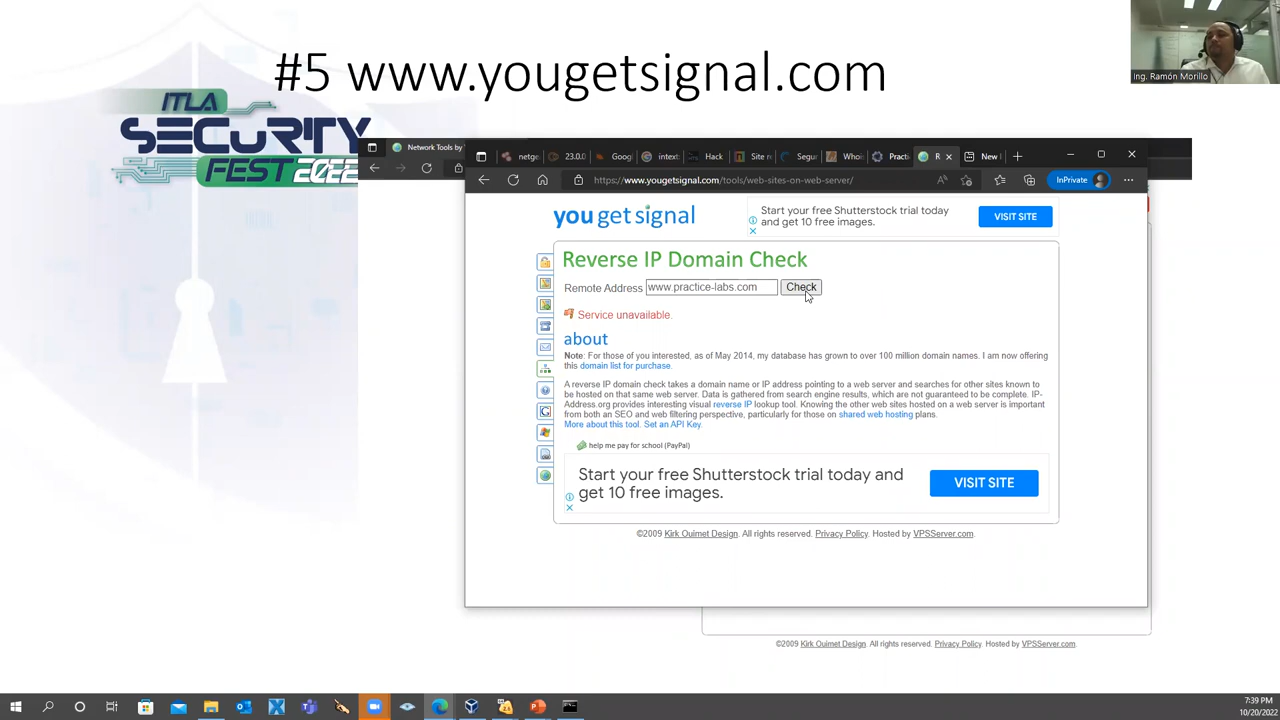 #5 www.yougetsignal.com
ing. Ramón Morillo
ITLA
SECURITY
FEST 2022
Network Tools by
netge
23.0.0
Goog
intext
Hack
Site re
Segu
Whoi
Practi
R
New
https://www.yougetsignal.com/tools/web-sites-on-web-server/
InPrivate
you get signal
Start your free Shutterstock trial today
and get 10 free images.
VISIT SITE
Reverse IP Domain Check
Remote Address www.practice-labs.com Check
Service unavailable.
about
Note: For those of you interested, as of May 2014, my database has grown to over 100 million domain names. I am now offering
this domain list for purchase.
A reverse IP domain check takes a domain name or IP address pointing to a web server and searches for other sites known to
be hosted on that same web server. Data is gathered from search engine results, which are not guaranteed to be complete. IP-
Address.org provides interesting visual reverse IP lookup tool. Knowing the other web sites hosted on a web server is important
from both an SEO and web filtering perspective, particularly for those on shared web hosting plans.
More about this tool. Set an API Key.
help me pay for school (PayPal)
Start your free Shutterstock trial today and
get 10 free images.
VISIT SITE
©2009 Kirk Ouimet Design. All rights reserved. Privacy Policy. Hosted by VPSServer.com.
©2009 Kirk Ouimet Design. All rights reserved. Privacy Policy. Hosted by VPSServer.com.
7:39 PM
10/20/2022